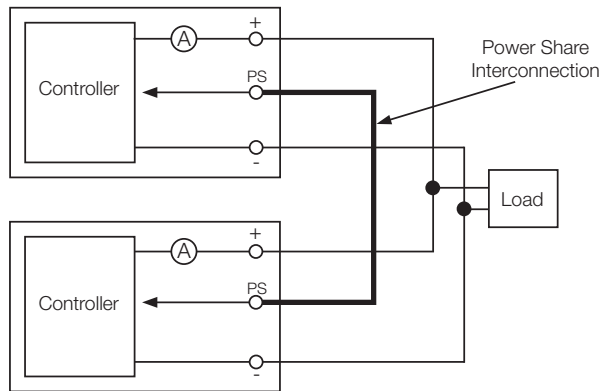 +
A
PS
Controller
-
Power Share
Interconnection
Load
+
A
PS
Controller
-